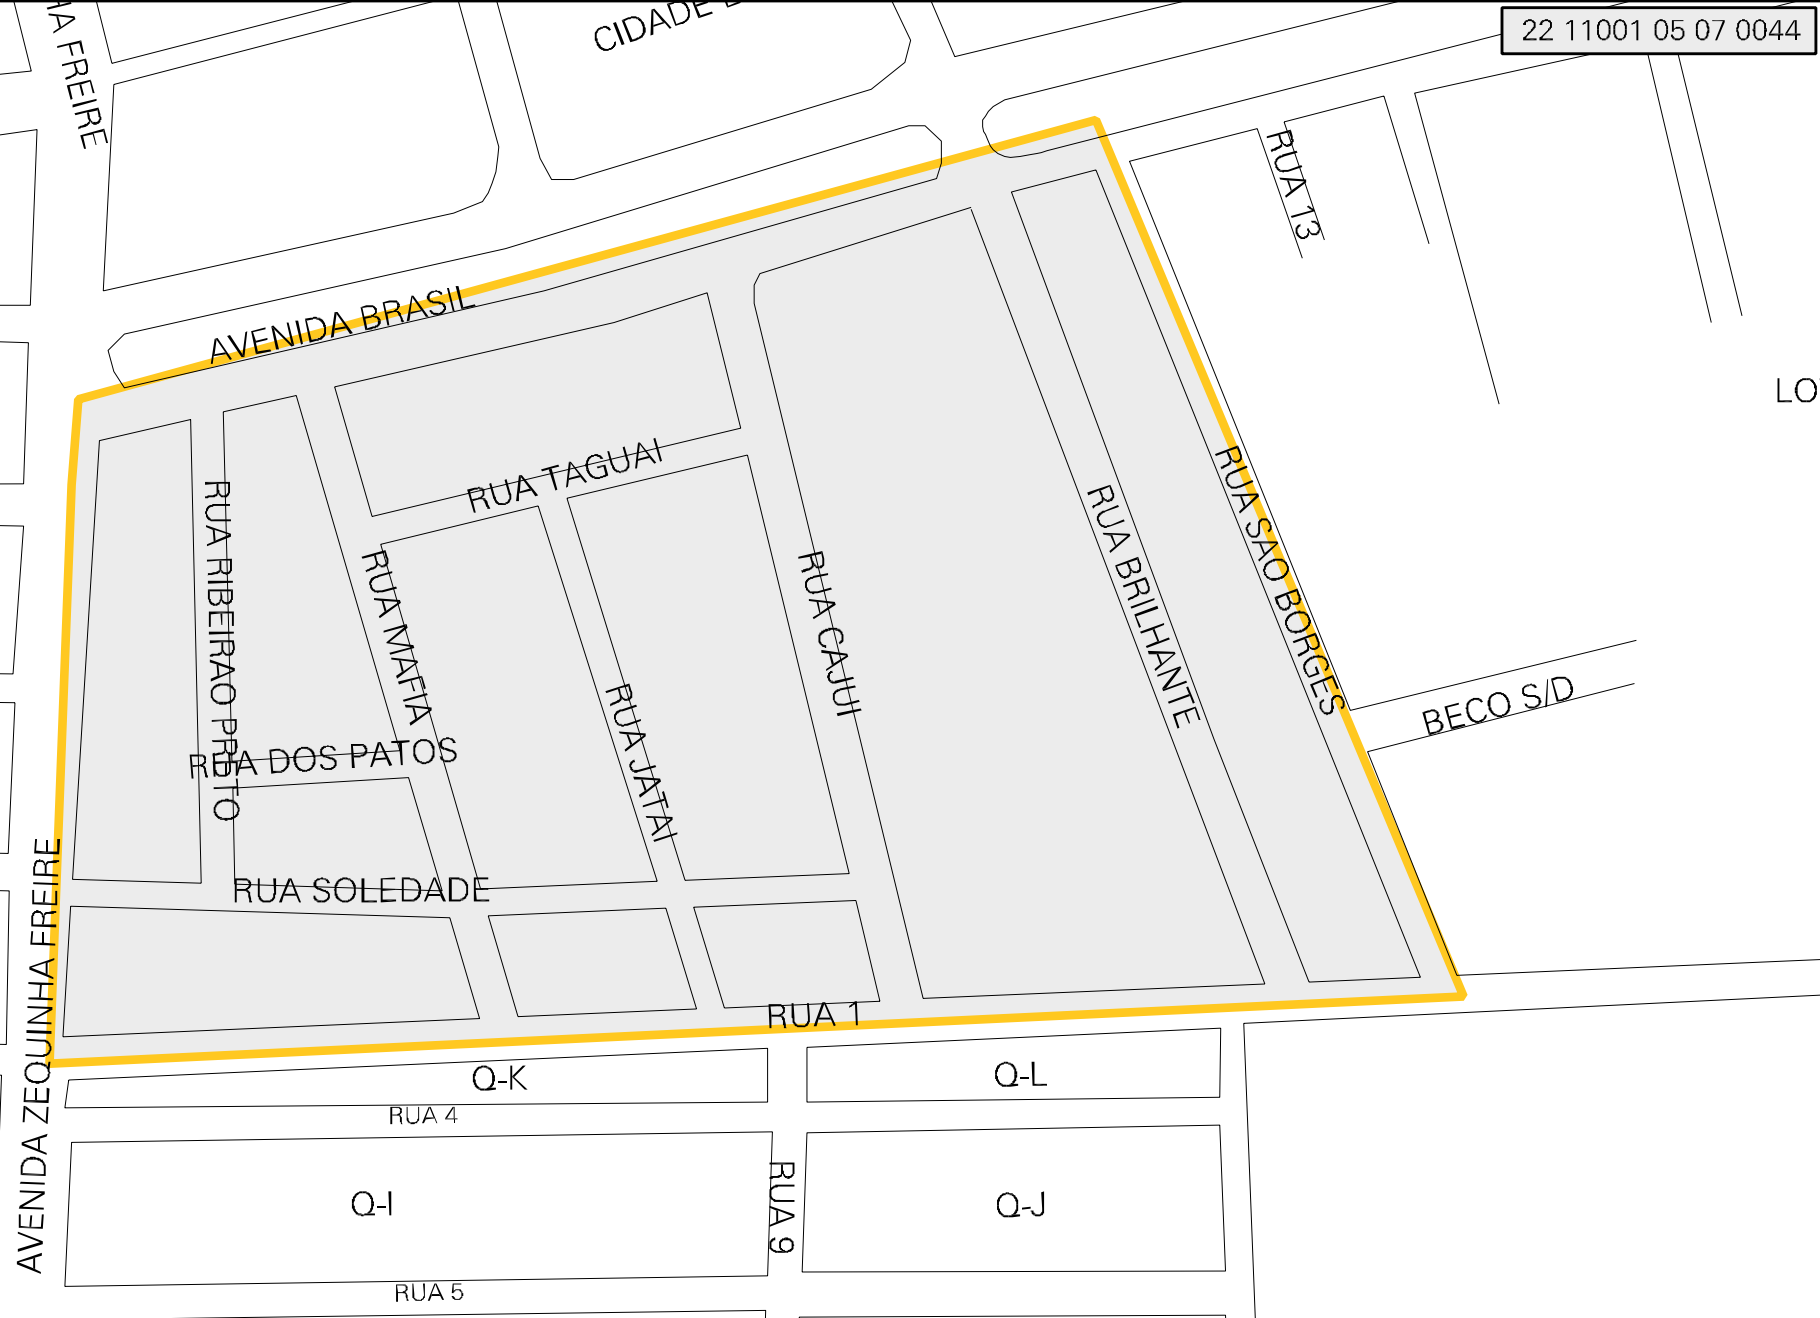 22 11001 05 07 0044
CIDADE
HA FREIRE
RUA 13
AVENIDA BRASIL
LO
RUA TAGUAI
RUA RIBEIRAO PRETO
RUA MAFIA
RUA CAJUI
RUA BRILHANTE
RUA SAO BORGES
RUA JATAI
BECO S/D
RUA DOS PATOS
RUA SOLEDADE
AVENIDA ZEQUINHA FREIRE
RUA 1
Q-K
Q-L
RUA 4
Q-I
RUA 9
Q-J
RUA 5